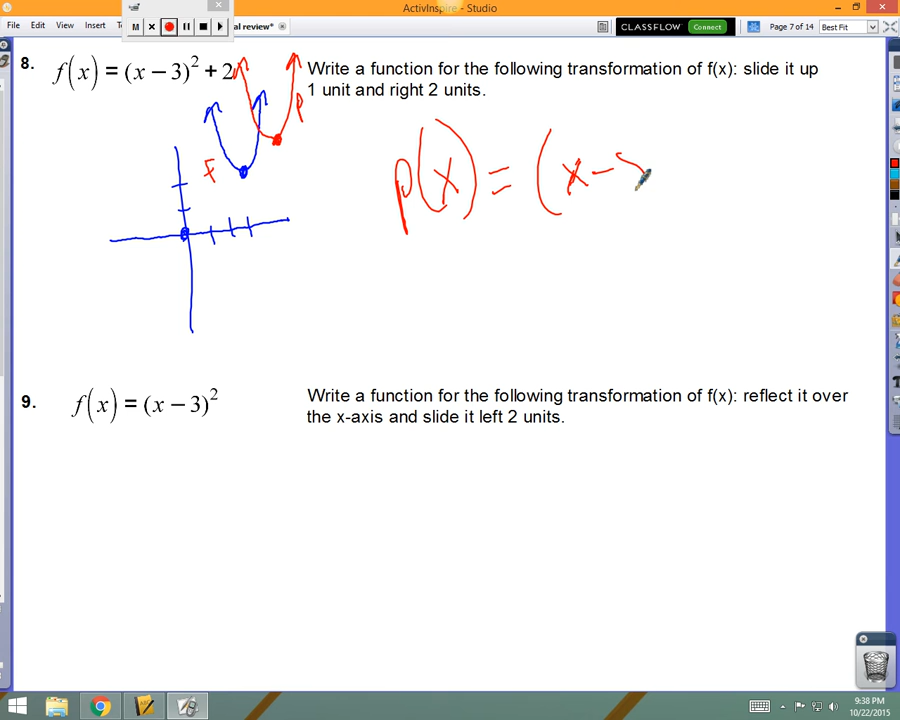 ActivInspire - Studio
File Edit View Insert
M
al review*
CLASSFLOW Connect
Page 7 of 14 Best Fit
8. f(x) = (x − 3)² + 2 Write a function for the following transformation of f(x): slide it up
1 unit and right 2 units.
P
F
p(x) = (x −
9. f(x) = (x − 3)² Write a function for the following transformation of f(x): reflect it over
the x-axis and slide it left 2 units.
9:38 PM
10/22/2015